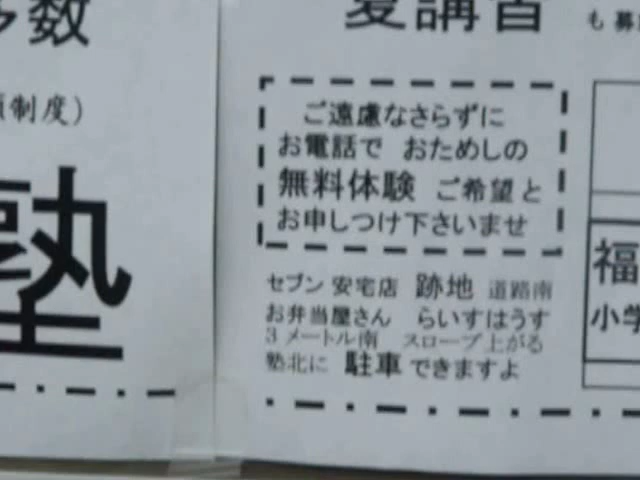 多数
夏講習
も募
制度)
塾
ご遠慮なさらずに
お電話で おためしの
無料体験 ご希望と
お申しつけ下さいませ
セブン 安宅店 跡地 道路南
お弁当屋さん らいすはうす
3メートル南 スロープ上がる
塾北に 駐車できますよ
福
小学